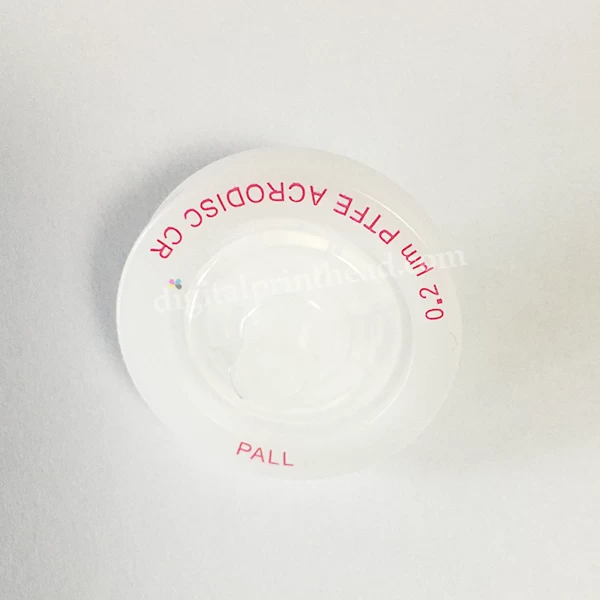 0.2 µm PTFE ACRODISC CR
digitalprinthead.com
PALL